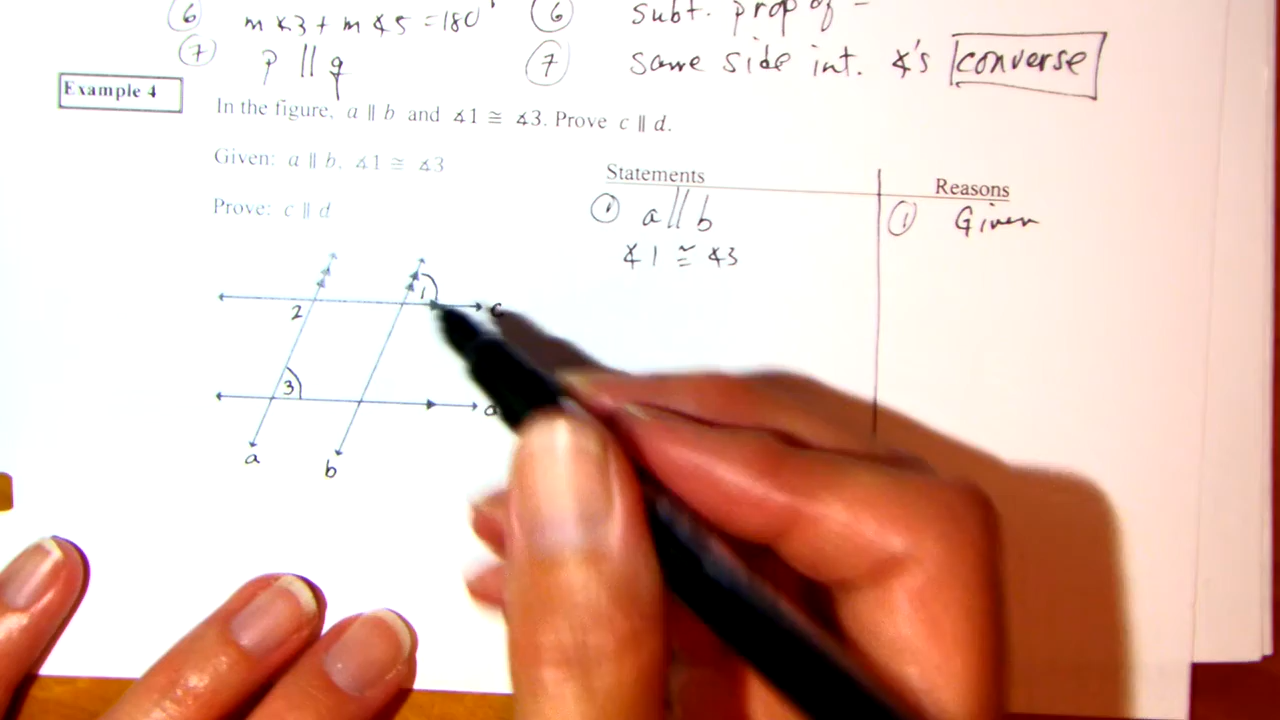 ⑥ m∡3 + m∡5 = 180° ⑥ subt. prop of =
⑦ p || q ⑦ same side int. ∡'s converse
Example 4
In the figure, a || b and ∡1 ≅ ∡3. Prove c || d.
Given: a || b, ∡1 ≅ ∡3
Statements Reasons
Prove: c || d
① a || b ① Given
∡1 ≅ ∡3
1
2 c
3
a b